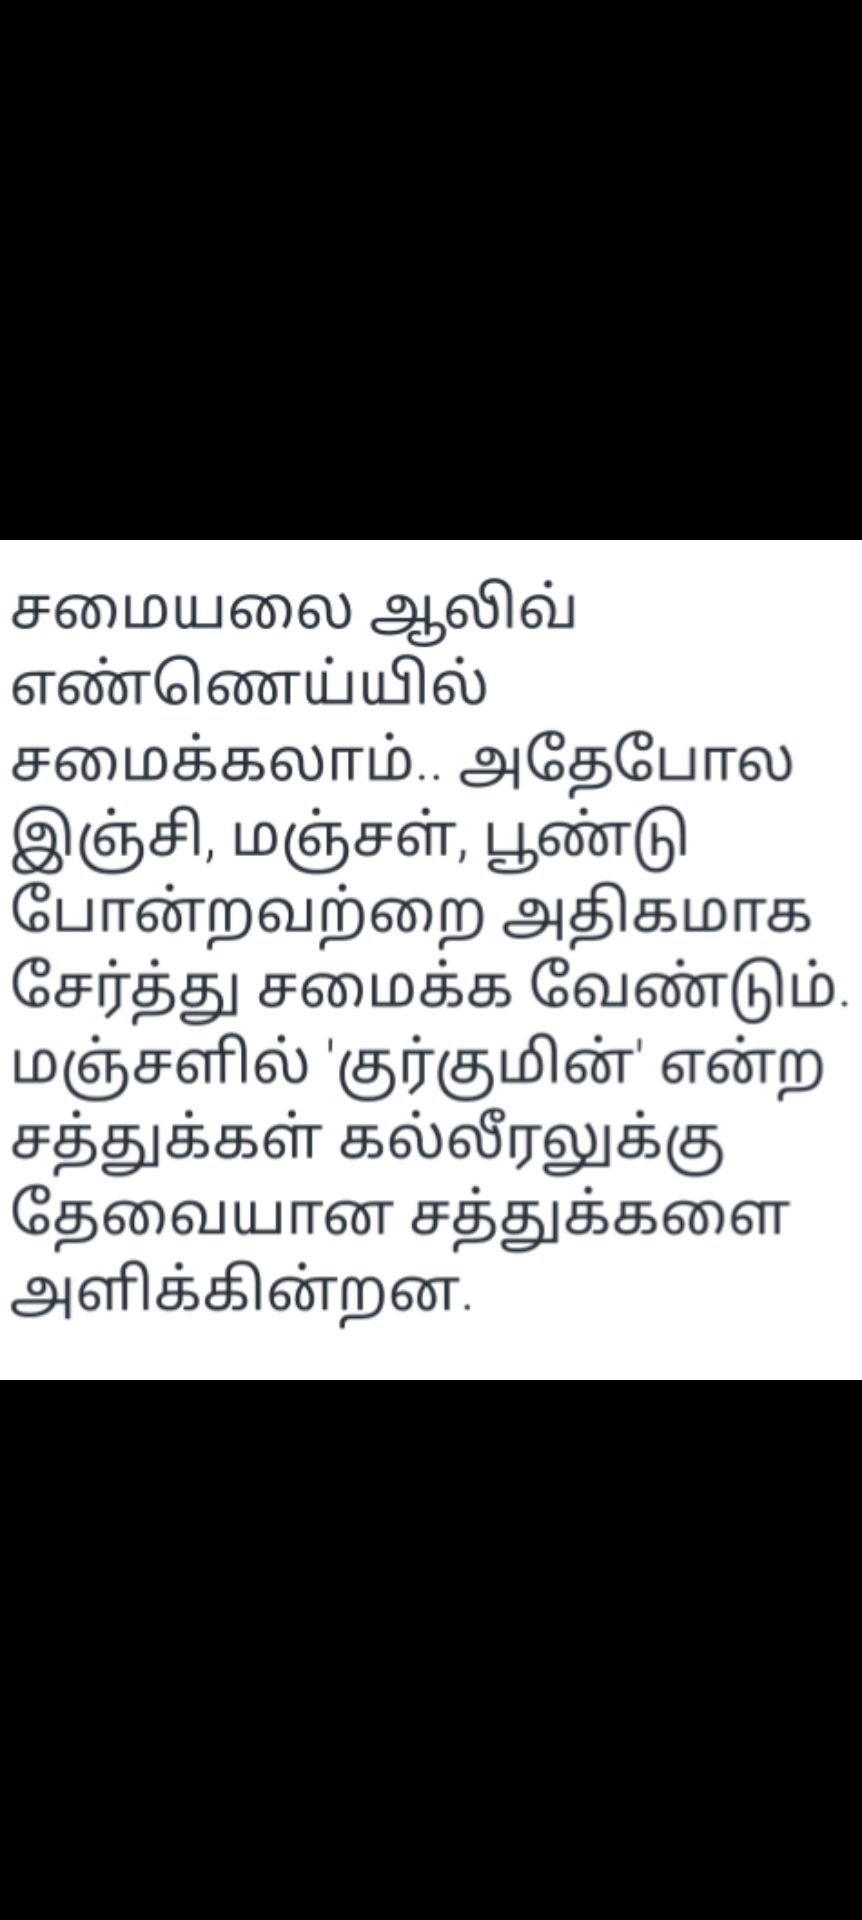 சமையலை ஆலிவ்
எண்ணெய்யில்
சமைக்கலாம்.. அதேபோல
இஞ்சி, மஞ்சள், பூண்டு
போன்றவற்றை அதிகமாக
சேர்த்து சமைக்க வேண்டும்.
மஞ்சளில் 'குர்குமின்' என்ற
சத்துக்கள் கல்லீரலுக்கு
தேவையான சத்துக்களை
அளிக்கின்றன.